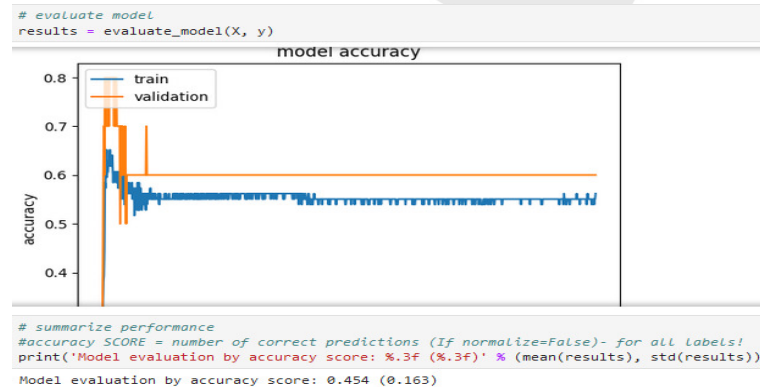 # evaluate model
results = evaluate_model(X, y)
model accuracy
train
validation
0.8
0.7
0.6
0.5
0.4
accuracy
# summarize performance
#accuracy SCORE = number of correct predictions (If normalize=False)- for all labels!
print('Model evaluation by accuracy score: %.3f (%.3f)' % (mean(results), std(results)))
Model evaluation by accuracy score: 0.454 (0.163)